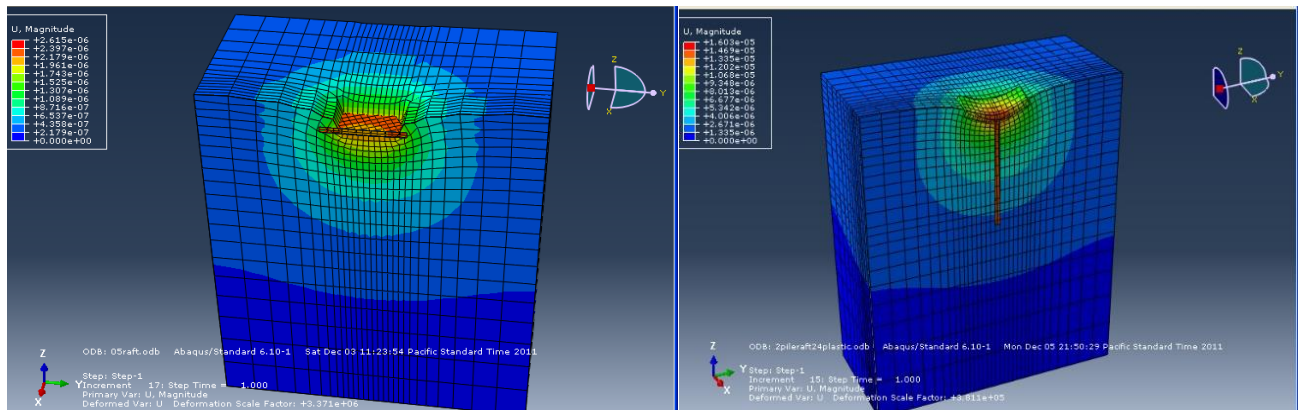 U, Magnitude
+2.615e-06
+2.397e-06
+2.179e-06
+1.961e-06
+1.743e-06
+1.525e-06
+1.307e-06
+1.089e-06
+8.716e-07
+6.537e-07
+4.358e-07
+2.179e-07
+0.000e+00
Z
Y
X
ODB: 05raft.odb Abaqus/Standard 6.10-1 Sat Dec 03 11:23:54 Pacific Standard Time 2011
Z
Y
X
Step: Step-1
Increment 17: Step Time = 1.000
Primary Var: U, Magnitude
Deformed Var: U Deformation Scale Factor: +3.371e+06
U, Magnitude
+1.603e-05
+1.469e-05
+1.335e-05
+1.202e-05
+1.068e-05
+9.348e-06
+8.013e-06
+6.677e-06
+5.342e-06
+4.006e-06
+2.671e-06
+1.335e-06
+0.000e+00
Z
Y
X
ODB: 2pileraft24plastic.odb Abaqus/Standard 6.10-1 Mon Dec 05 21:50:29 Pacific Standard Time 2011
Z
Y
X
Step: Step-1
Increment 15: Step Time = 1.000
Primary Var: U, Magnitude
Deformed Var: U Deformation Scale Factor: +3.811e+05